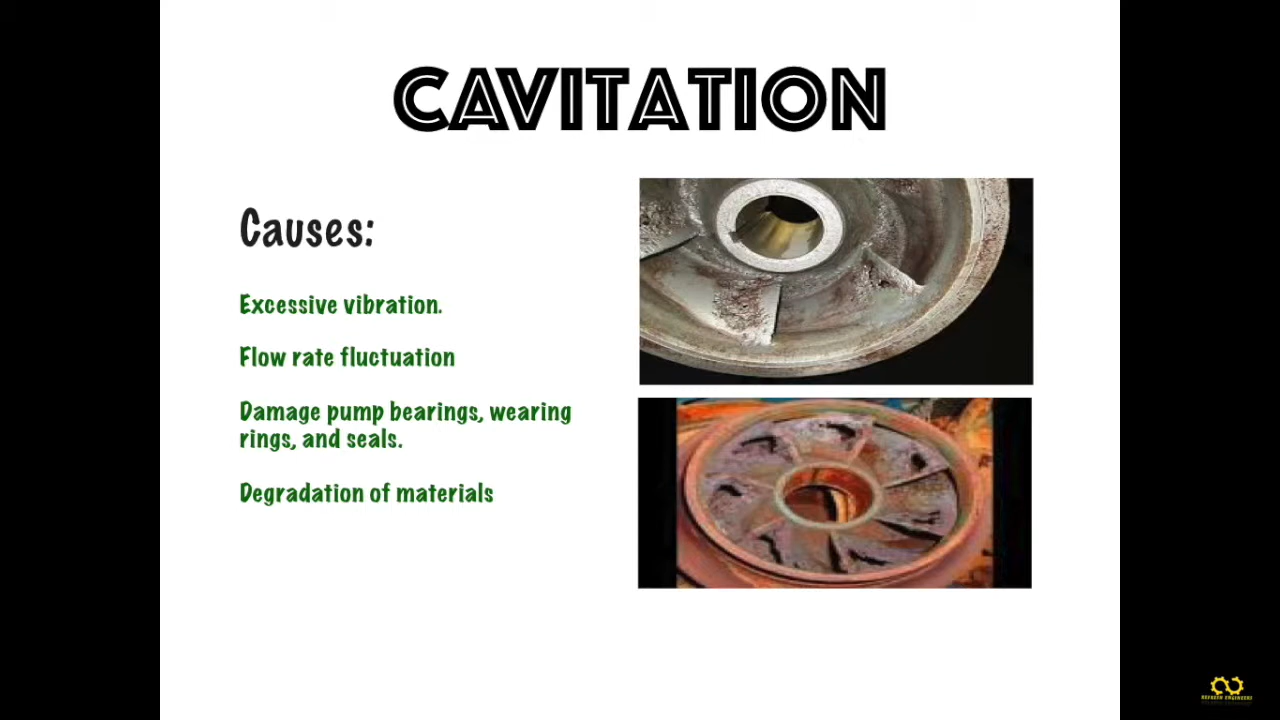 CAVITATION
Causes:
Excessive vibration.
Flow rate fluctuation
Damage pump bearings, wearing
rings, and seals.
Degradation of materials